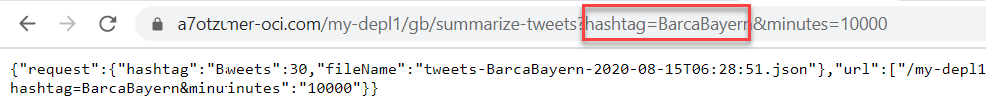 a7otzumer-oci.com/my-depl1/gb/summarize-tweets?hashtag=BarcaBayern&minutes=10000
{"request":{"hashtag":"Bweets":30,"fileName":"tweets-BarcaBayern-2020-08-15T06:28:51.json"},"url":["/my-depl1
hashtag=BarcaBayern&minu'inutes":"10000"}}